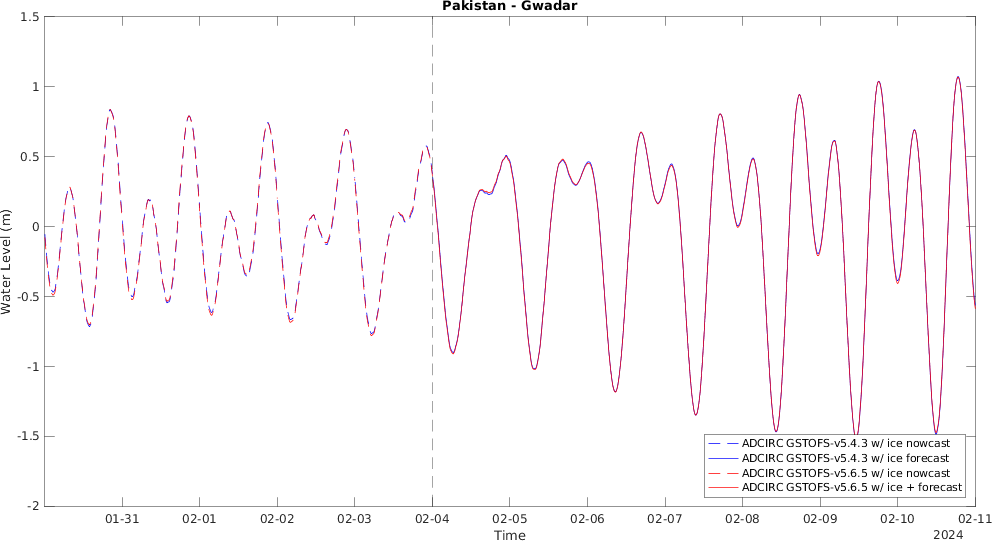 Pakistan - Gwadar
1.5
1
0.5
0
-0.5
-1
-1.5
-2
Water Level (m)
ADCIRC GSTOFS-v5.4.3 w/ ice nowcast
ADCIRC GSTOFS-v5.4.3 w/ ice forecast
ADCIRC GSTOFS-v5.6.5 w/ ice nowcast
ADCIRC GSTOFS-v5.6.5 w/ ice + forecast
01-31 02-01 02-02 02-03 02-04 02-05 02-06 02-07 02-08 02-09 02-10 02-11
Time
2024